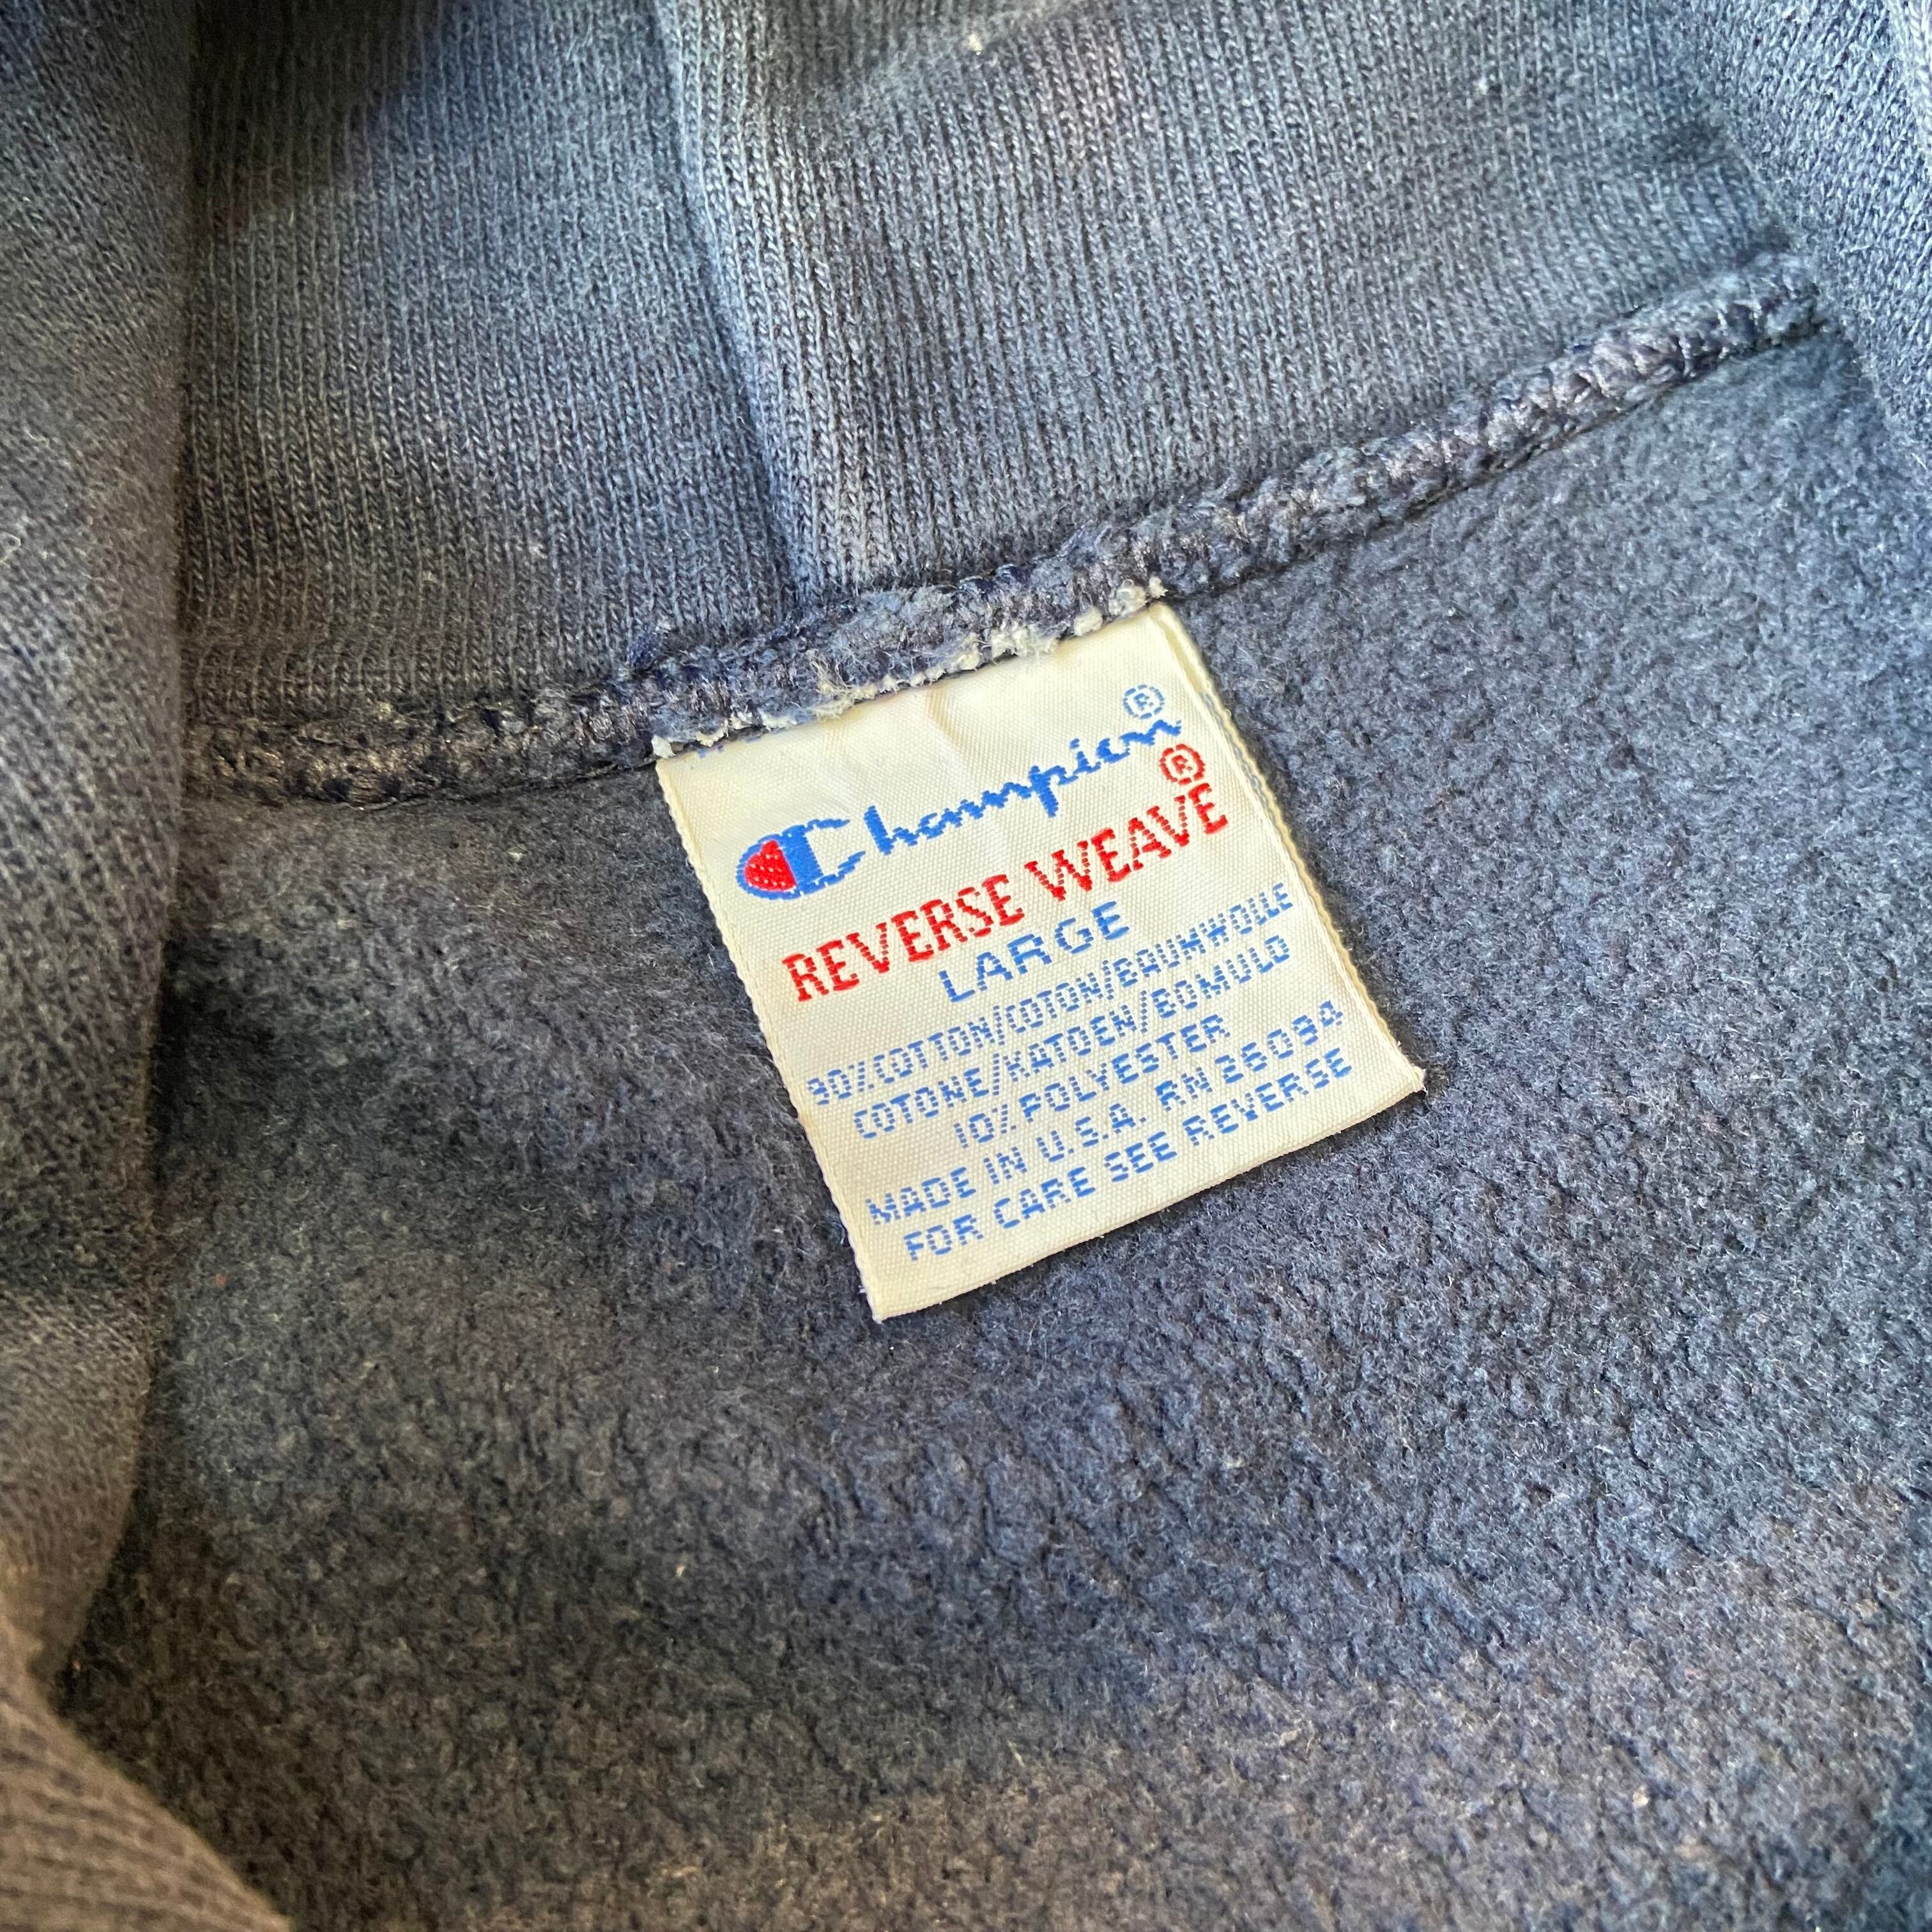 Champion®
REVERSE WEAVE®
LARGE
90% COTTON/COTON/BAUMWOLLE
COTONE/KATOEN/BOMULD
10% POLYESTER
MADE IN U.S.A. RN 26094
FOR CARE SEE REVERSE